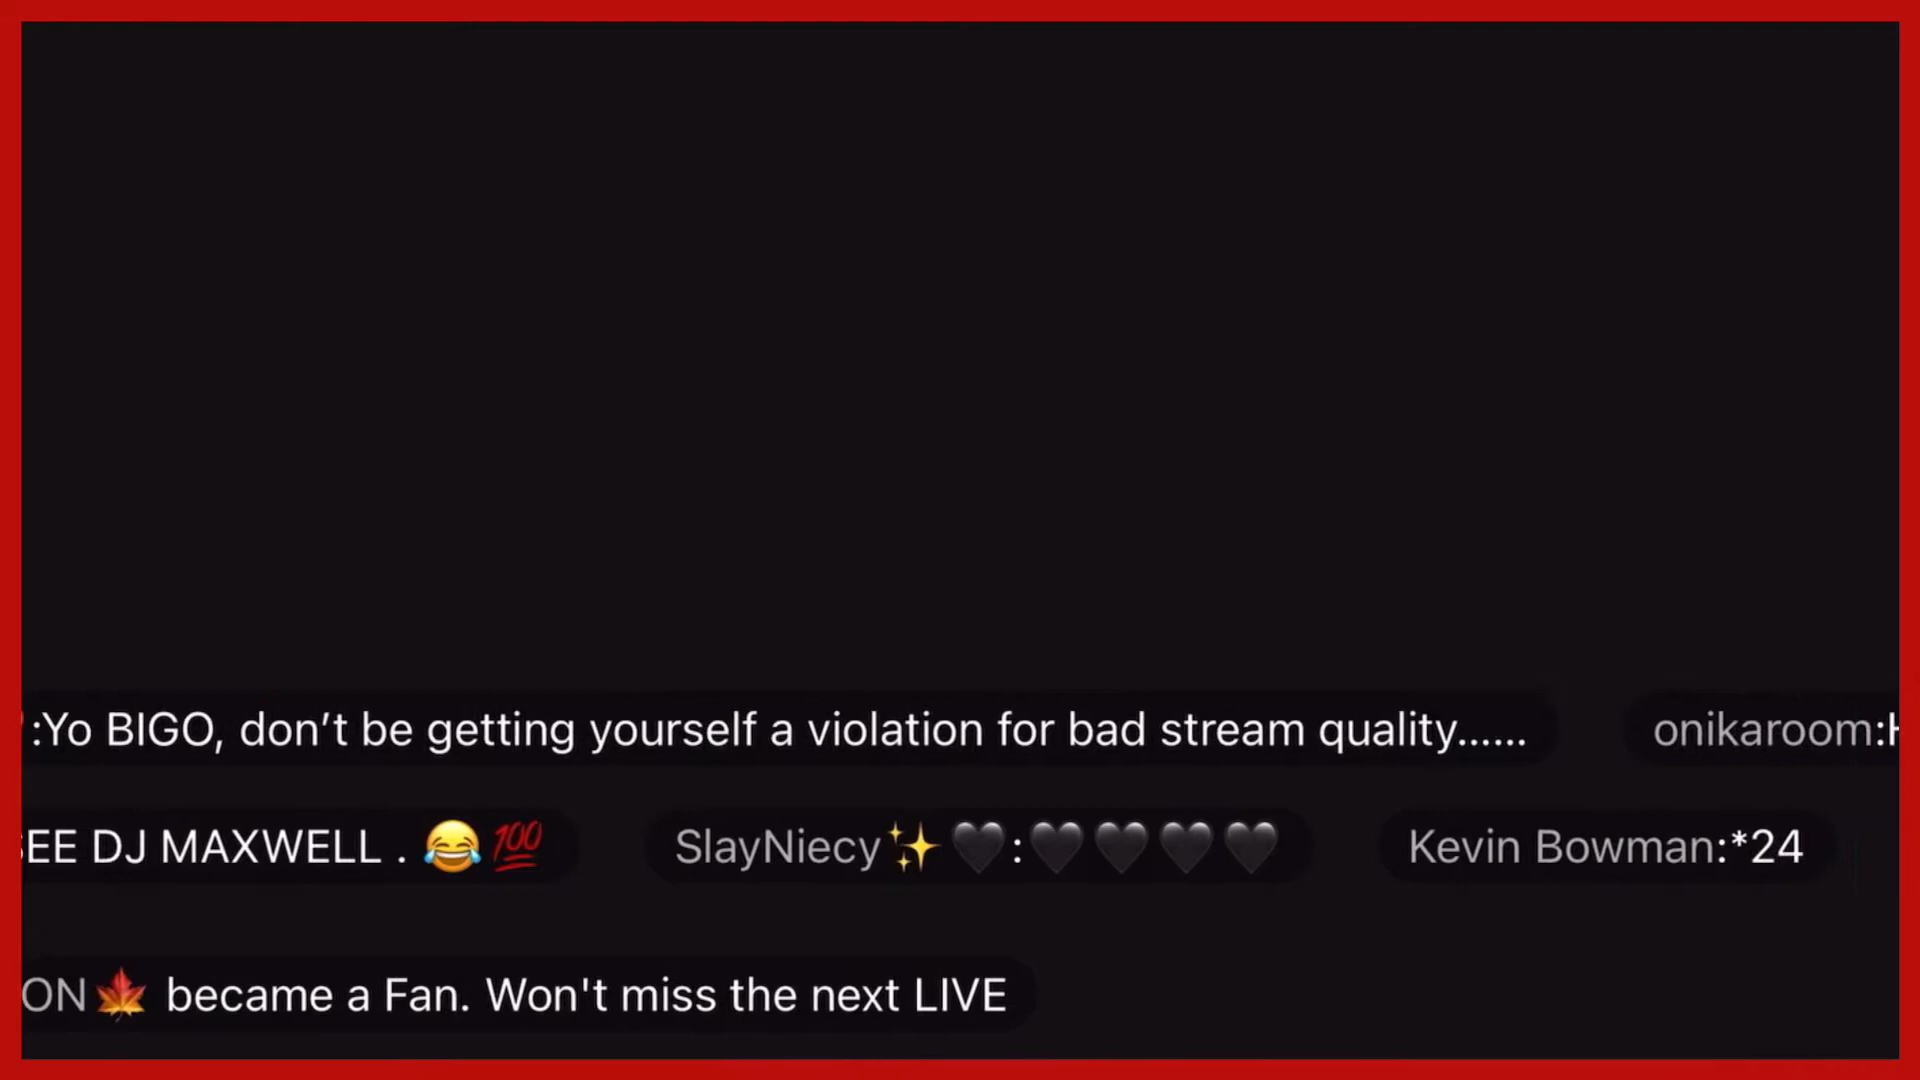 :Yo BIGO, don’t be getting yourself a violation for bad stream quality...... onikaroom:H
SEE DJ MAXWELL . 😂💯 SlayNiecy✨🖤:🖤🖤🖤🖤 Kevin Bowman:*24
ON🍁 became a Fan. Won't miss the next LIVE